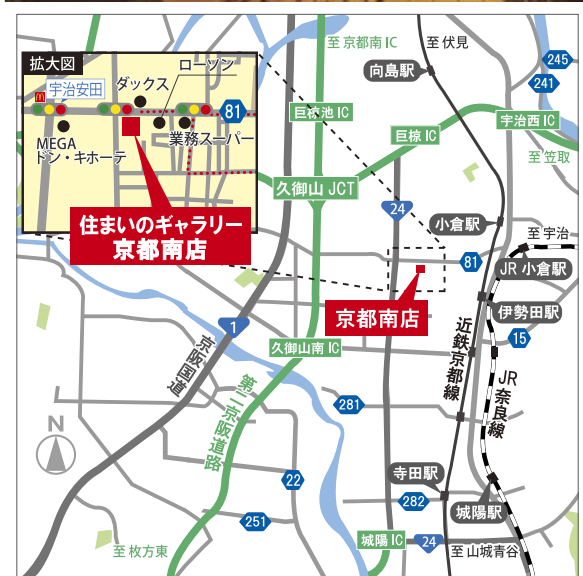 拡大図
ローソン
ダックス
宇治安田
81
MEGA
ドン・キホーテ
業務スーパー
住まいのギャラリー
京都南店
至 京都南 IC
至 伏見
向島駅
245
241
巨椋池 IC
巨椋 IC
宇治西 IC
至 笠取
久御山 JCT
24
小倉駅
至 宇治
81
JR 小倉駅
京都南店
伊勢田駅
1
15
久御山南 IC
京阪国道
第二京阪道路
近鉄京都線
JR奈良線
281
N
寺田駅
22
282
城陽駅
251
城陽 IC
24
至 枚方東
至 山城青谷